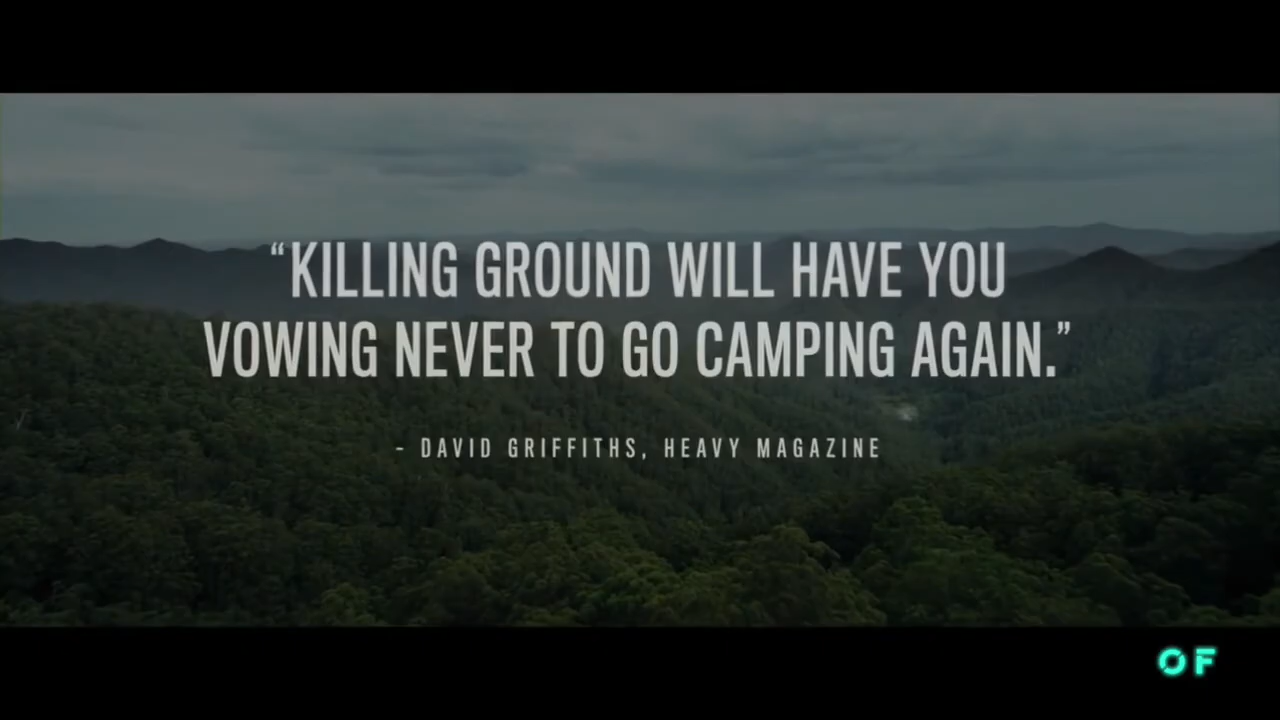 “KILLING GROUND WILL HAVE YOU
VOWING NEVER TO GO CAMPING AGAIN.”
- DAVID GRIFFITHS, HEAVY MAGAZINE
OF